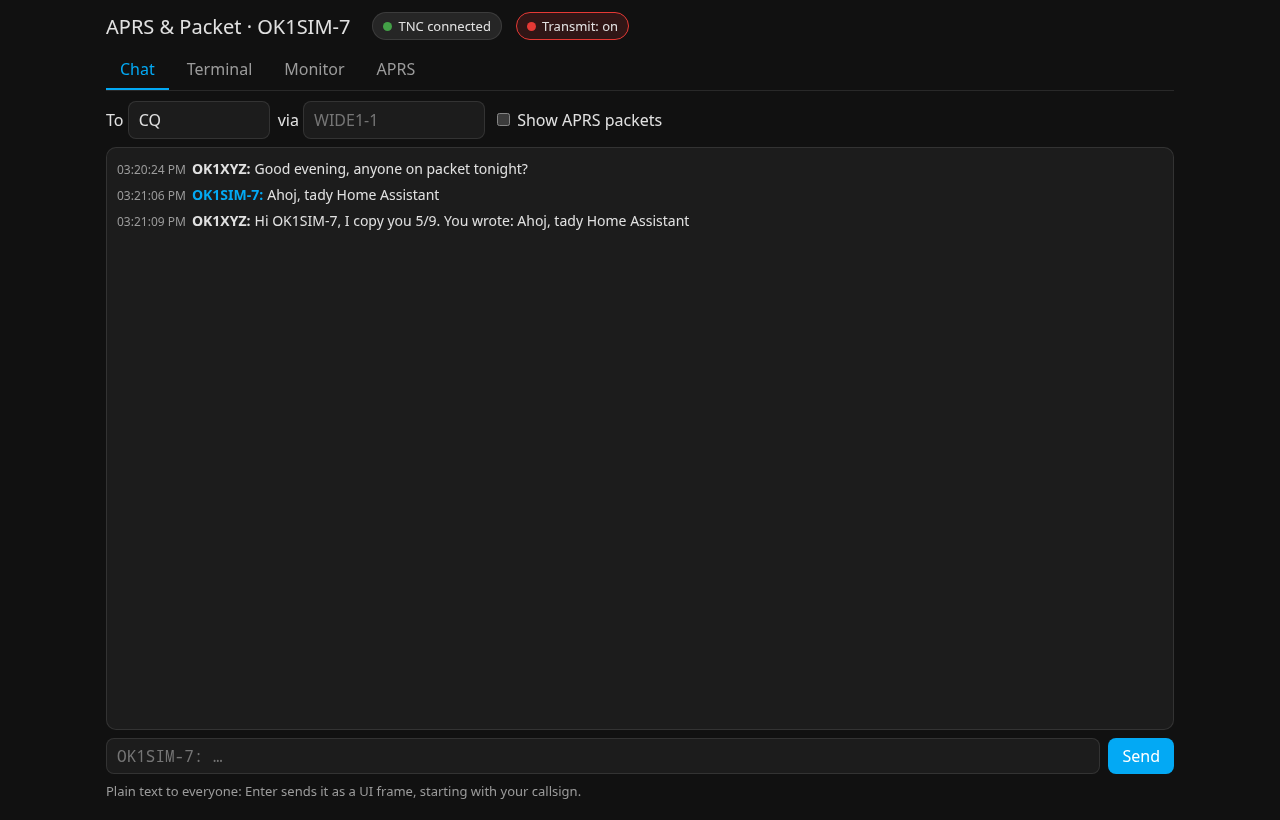 APRS & Packet · OK1SIM-7 TNC connected Transmit: on
Chat Terminal Monitor APRS
To CQ via WIDE1-1 Show APRS packets
03:20:24 PM OK1XYZ: Good evening, anyone on packet tonight?
03:21:06 PM OK1SIM-7: Ahoj, tady Home Assistant
03:21:09 PM OK1XYZ: Hi OK1SIM-7, I copy you 5/9. You wrote: Ahoj, tady Home Assistant
OK1SIM-7: … Send
Plain text to everyone: Enter sends it as a UI frame, starting with your callsign.